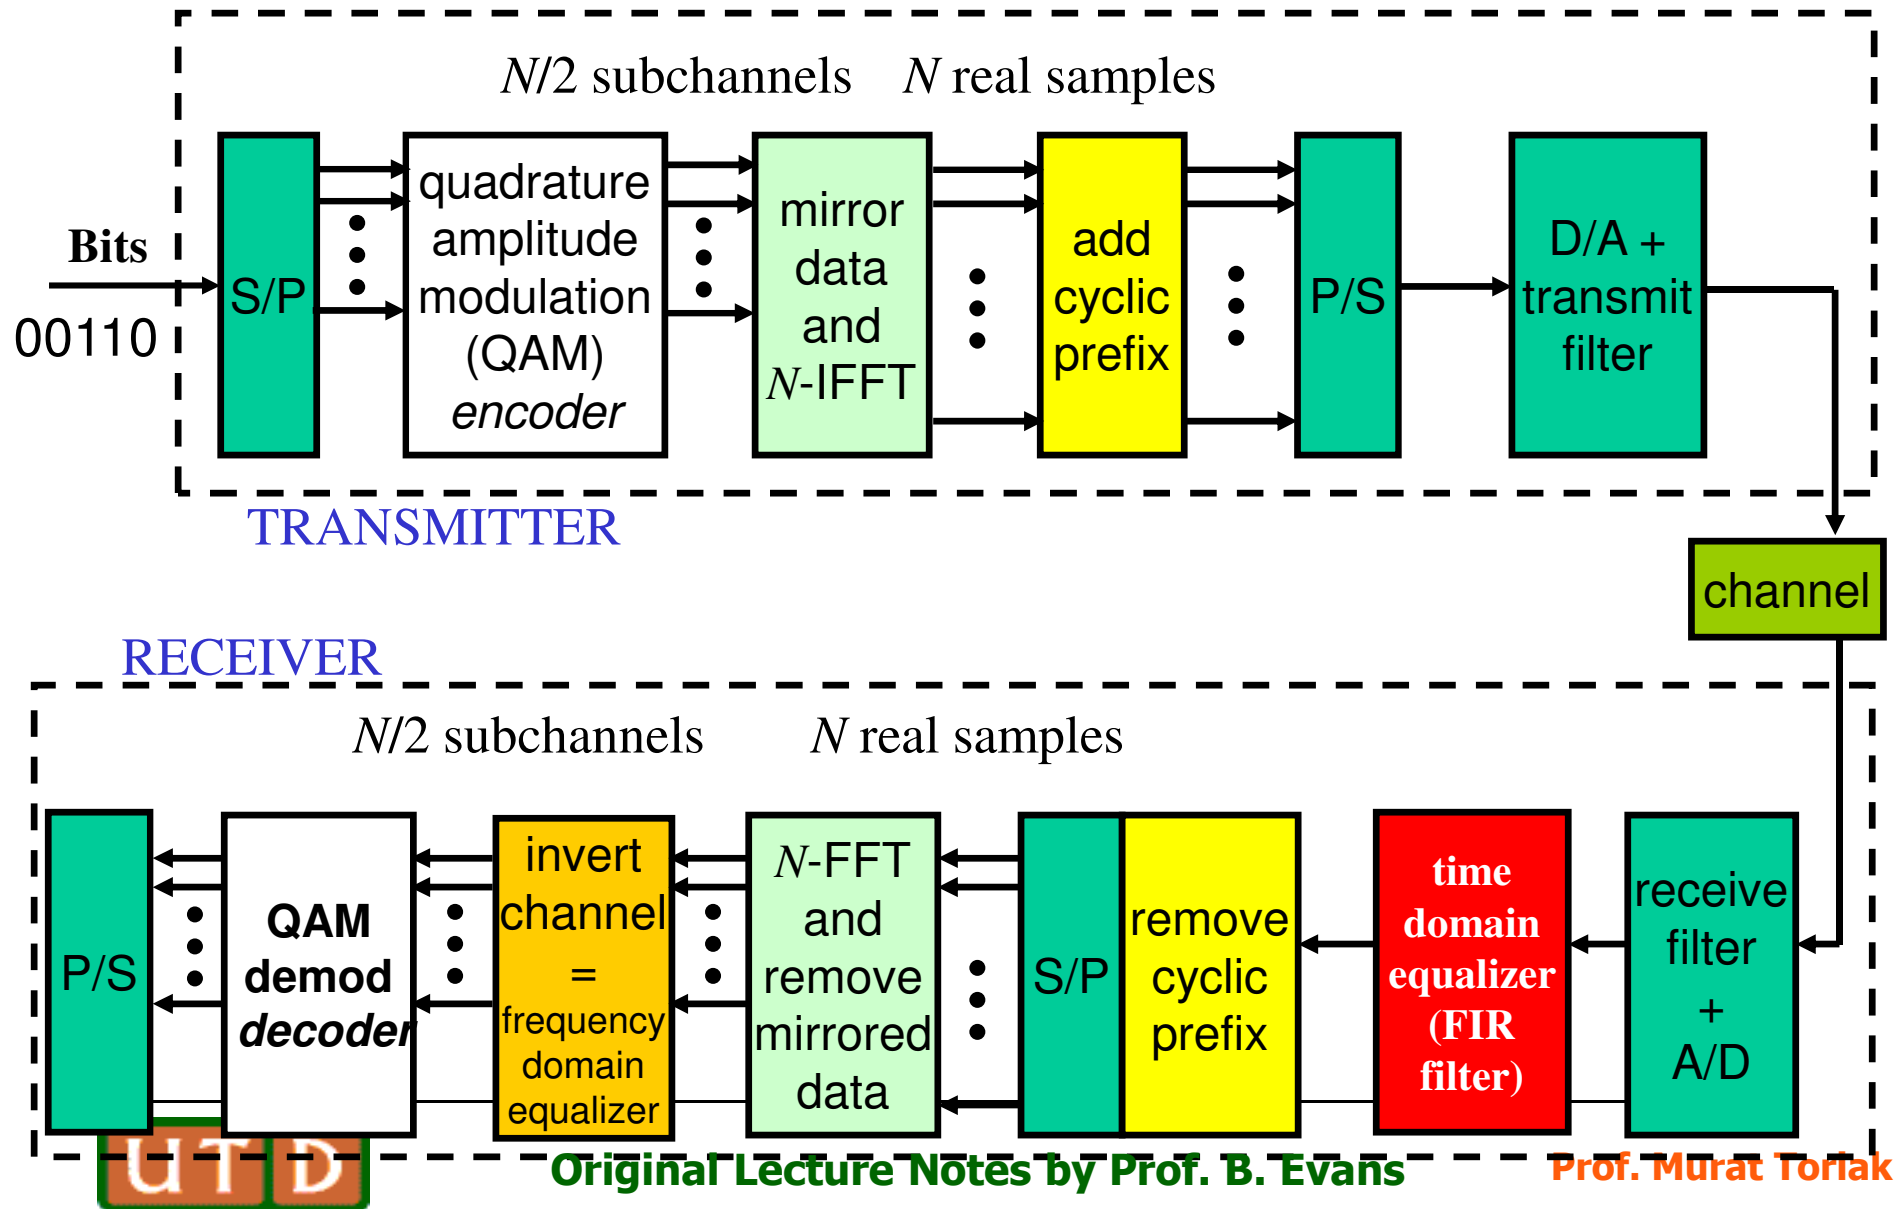 N/2 subchannels N real samples
Bits
00110
S/P
quadrature
amplitude
modulation
(QAM)
encoder
mirror
data
and
N-IFFT
add
cyclic
prefix
P/S
D/A +
transmit
filter
TRANSMITTER
channel
RECEIVER
N/2 subchannels N real samples
P/S
QAM
demod
decoder
invert
channel
=
frequency
domain
equalizer
N-FFT
and
remove
mirrored
data
S/P
remove
cyclic
prefix
time
domain
equalizer
(FIR
filter)
receive
filter
+
A/D
UTD
Original Lecture Notes by Prof. B. Evans
Prof. Murat Torlak